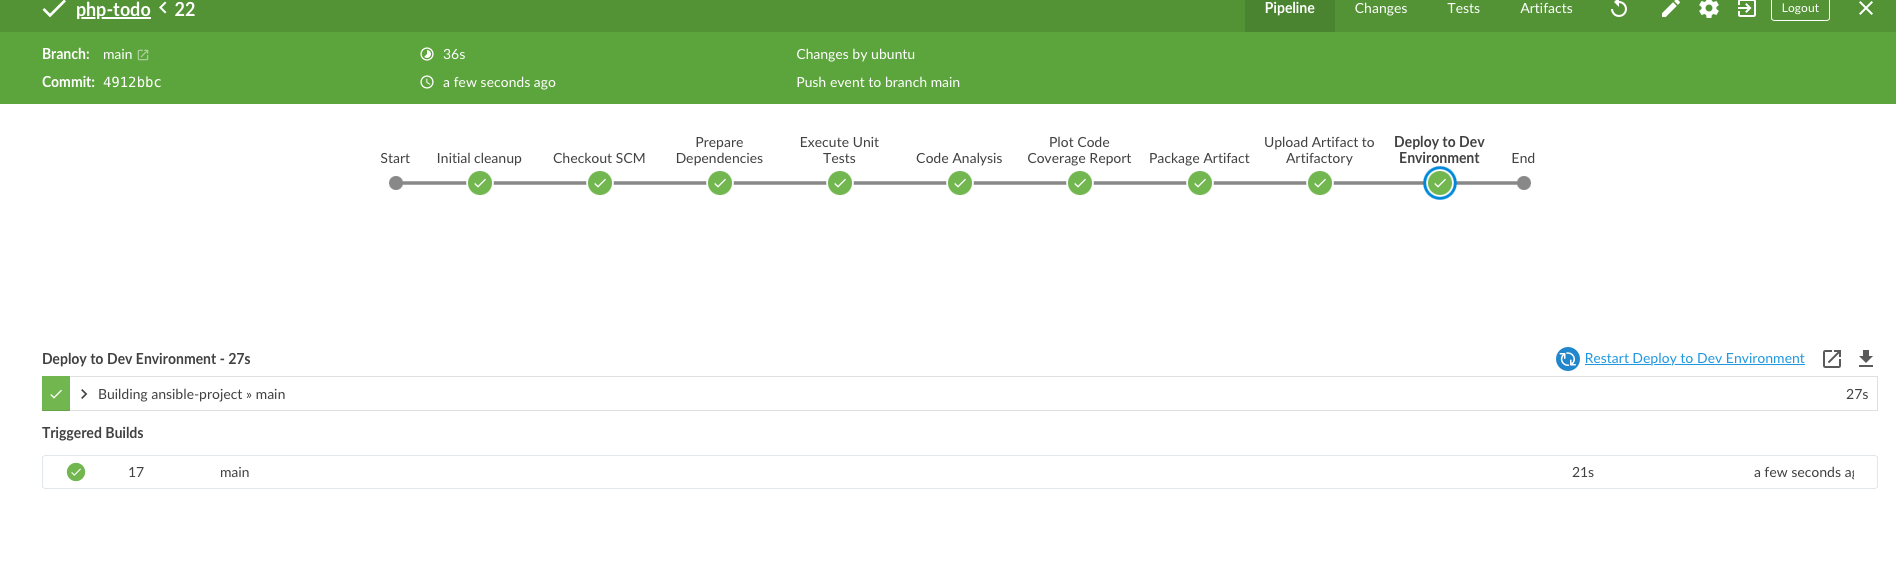 php-todo < 22
Pipeline Changes Tests Artifacts Logout
Branch: main 36s Changes by ubuntu
Commit: 4912bbc a few seconds ago Push event to branch main
Start
Initial cleanup
Checkout SCM
Prepare
Dependencies
Execute Unit
Tests
Code Analysis
Plot Code
Coverage Report
Package Artifact
Upload Artifact to
Artifactory
Deploy to Dev
Environment
End
Deploy to Dev Environment - 27s Restart Deploy to Dev Environment
Building ansible-project » main 27s
Triggered Builds
17 main 21s a few seconds